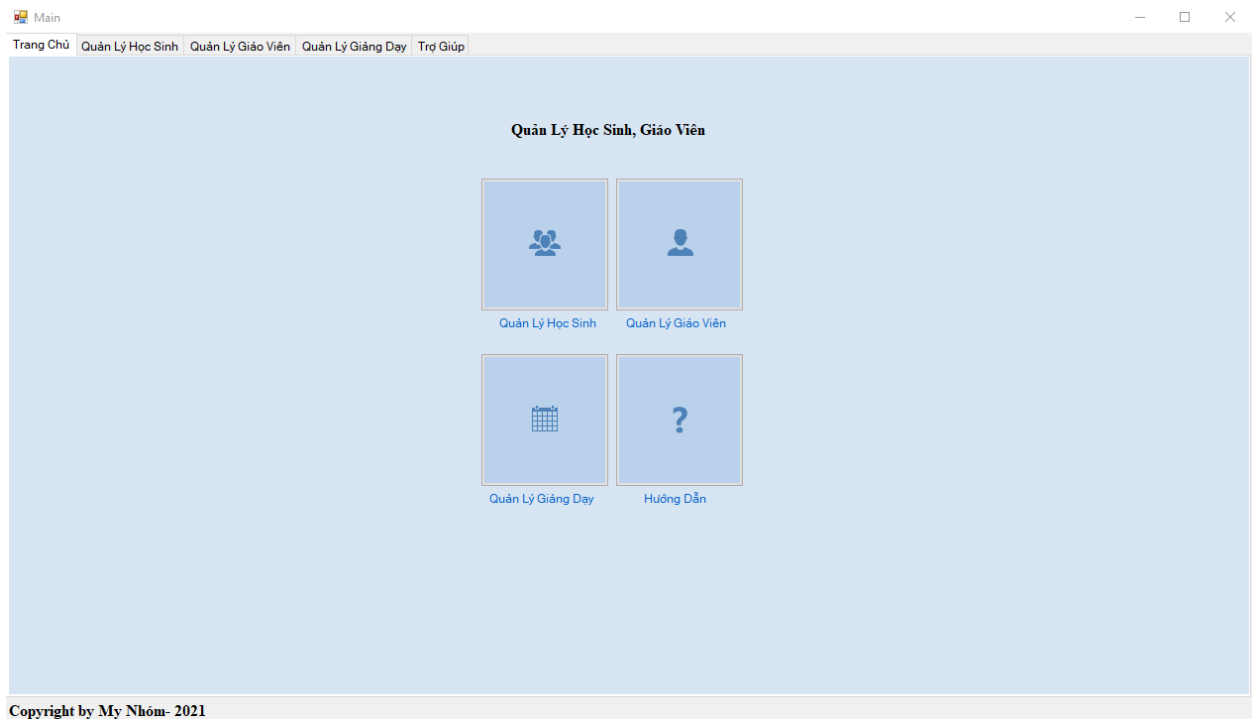 Main
Trang Chủ Quản Lý Học Sinh Quản Lý Giáo Viên Quản Lý Giảng Dạy Trợ Giúp
Quản Lý Học Sinh, Giáo Viên
Quản Lý Học Sinh Quản Lý Giáo Viên
?
Quản Lý Giảng Dạy Hướng Dẫn
Copyright by My Nhóm- 2021